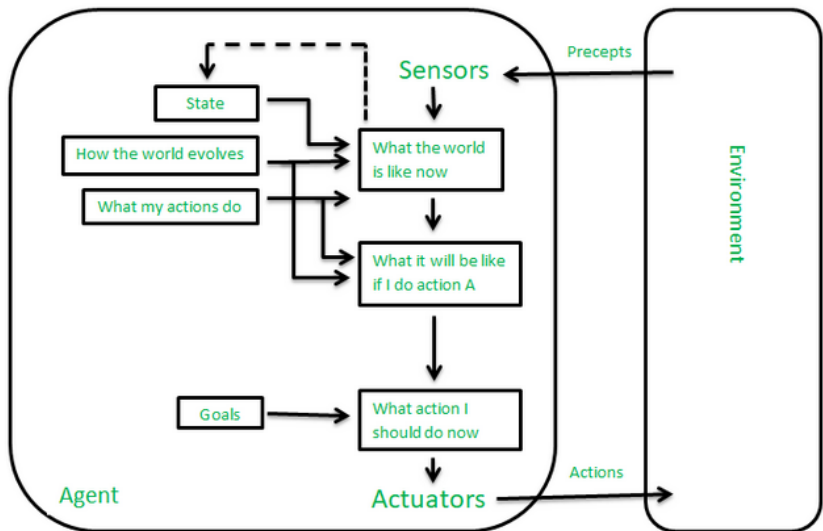 Precepts
Sensors
State
How the world evolves
What the world
is like now
What my actions do
Environment
What it will be like
if I do action A
Goals
What action I
should do now
Agent
Actuators
Actions